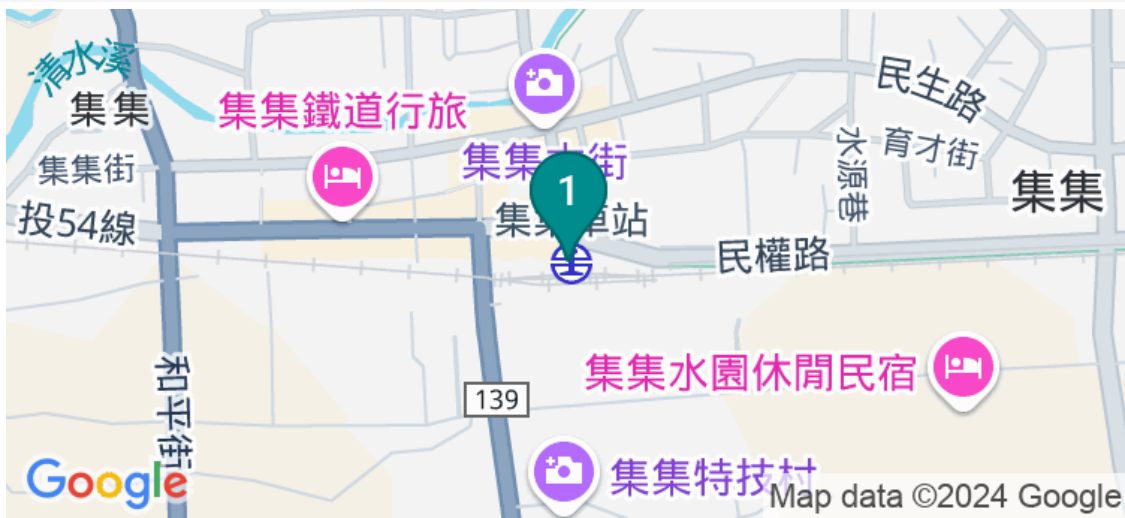 清水溪
集集
集集鐵道行旅
民生路
集集街
集集大街
水源巷
育才街
集集
1
投54線
集集車站
民權路
和平街
集集水園休閒民宿
139
集集特技村
Google
Map data ©2024 Google